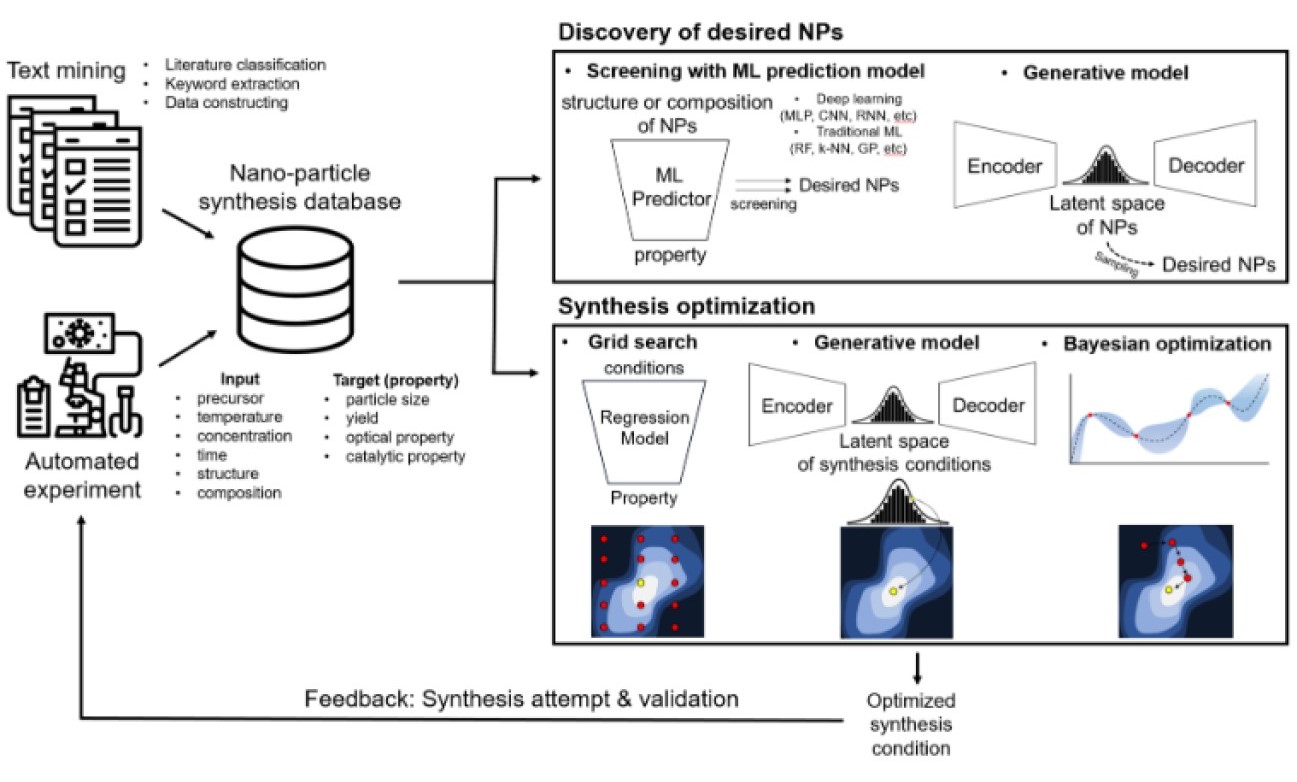 Text mining
• Literature classification
• Keyword extraction
• Data constructing
Nano-particle
synthesis database
Automated
experiment
Input
• precursor
• temperature
• concentration
• time
• structure
• composition
Target (property)
• particle size
• yield
• optical property
• catalytic property
Discovery of desired NPs
• Screening with ML prediction model
structure or composition
of NPs
• Deep learning
(MLP, CNN, RNN, etc)
• Traditional ML
(RF, k-NN, GP, etc)
ML
Predictor
property
screening
Desired NPs
• Generative model
Encoder
Decoder
Latent space
of NPs
Sampling
Desired NPs
Synthesis optimization
• Grid search
conditions
Regression
Model
Property
• Generative model
Encoder
Decoder
Latent space
of synthesis conditions
• Bayesian optimization
Optimized
synthesis
condition
Feedback: Synthesis attempt & validation